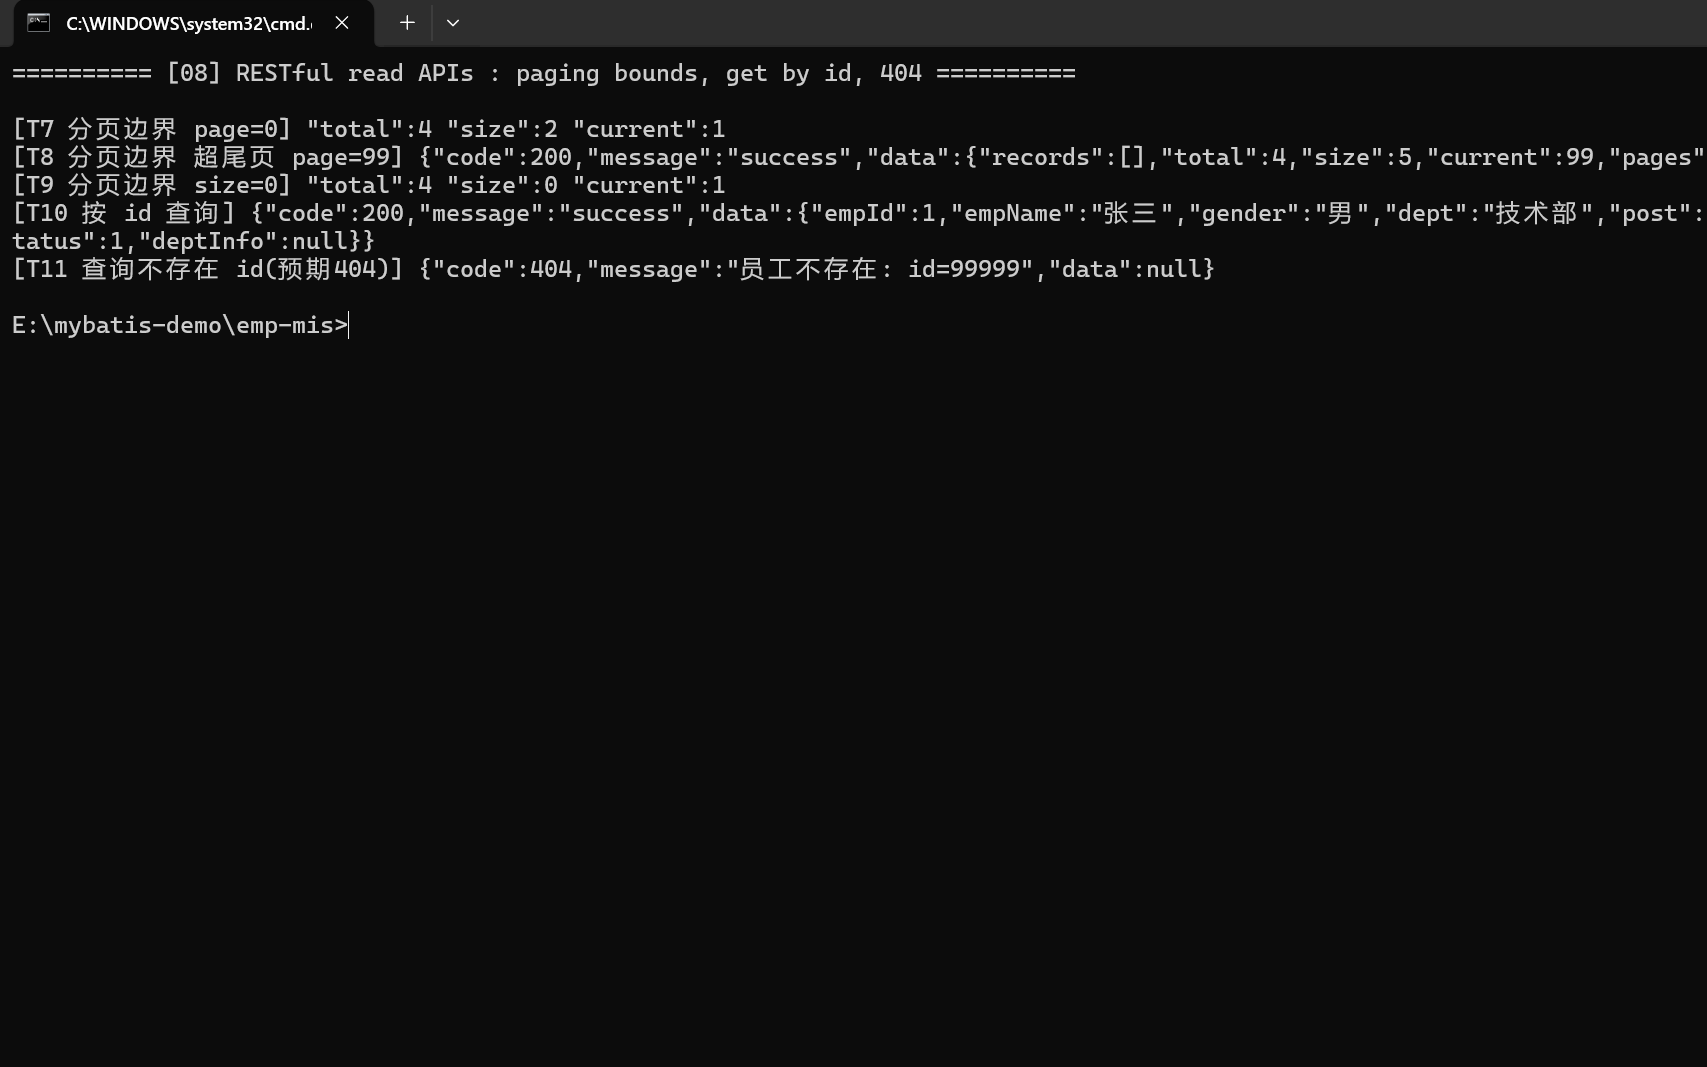 C:\WINDOWS\system32\cmd.
========== [08] RESTful read APIs : paging bounds, get by id, 404 ==========
[T7 分页边界 page=0] "total":4 "size":2 "current":1
[T8 分页边界 超尾页 page=99] {"code":200,"message":"success","data":{"records":[],"total":4,"size":5,"current":99,"pages"
[T9 分页边界 size=0] "total":4 "size":0 "current":1
[T10 按 id 查询] {"code":200,"message":"success","data":{"empId":1,"empName":"张三","gender":"男","dept":"技术部","post":
tatus":1,"deptInfo":null}}
[T11 查询不存在 id(预期404)] {"code":404,"message":"员工不存在: id=99999","data":null}
E:\mybatis-demo\emp-mis>